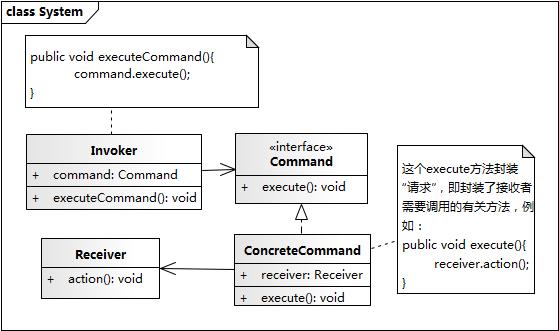 class System
public void executeCommand(){
command.execute();
}
Invoker
+ command: Command
+ executeCommand(): void
«interface»
Command
+ execute(): void
这个execute方法封装
“请求”，即封装了接收者
需要调用的有关方法，例
如：
public void execute(){
receiver.action();
}
Receiver
+ action(): void
ConcreteCommand
+ receiver: Receiver
+ execute(): void